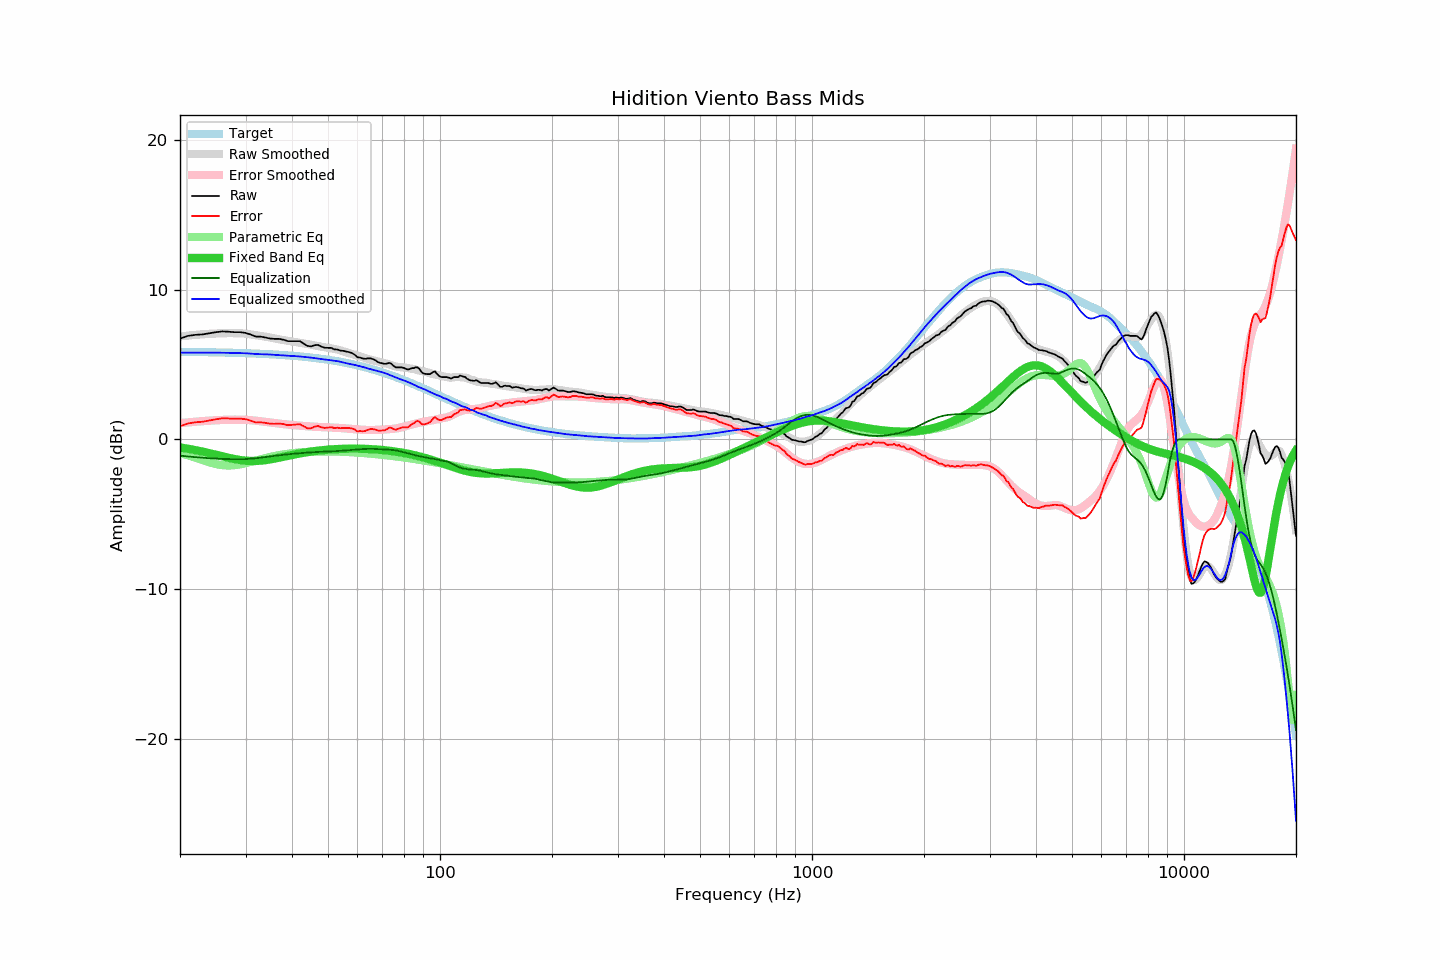 Hidition Viento Bass Mids
Target
Raw Smoothed
Error Smoothed
Raw
Error
Parametric Eq
Fixed Band Eq
Equalization
Equalized smoothed
20
10
0
−10
−20
Amplitude (dBr)
100
1000
10000
Frequency (Hz)